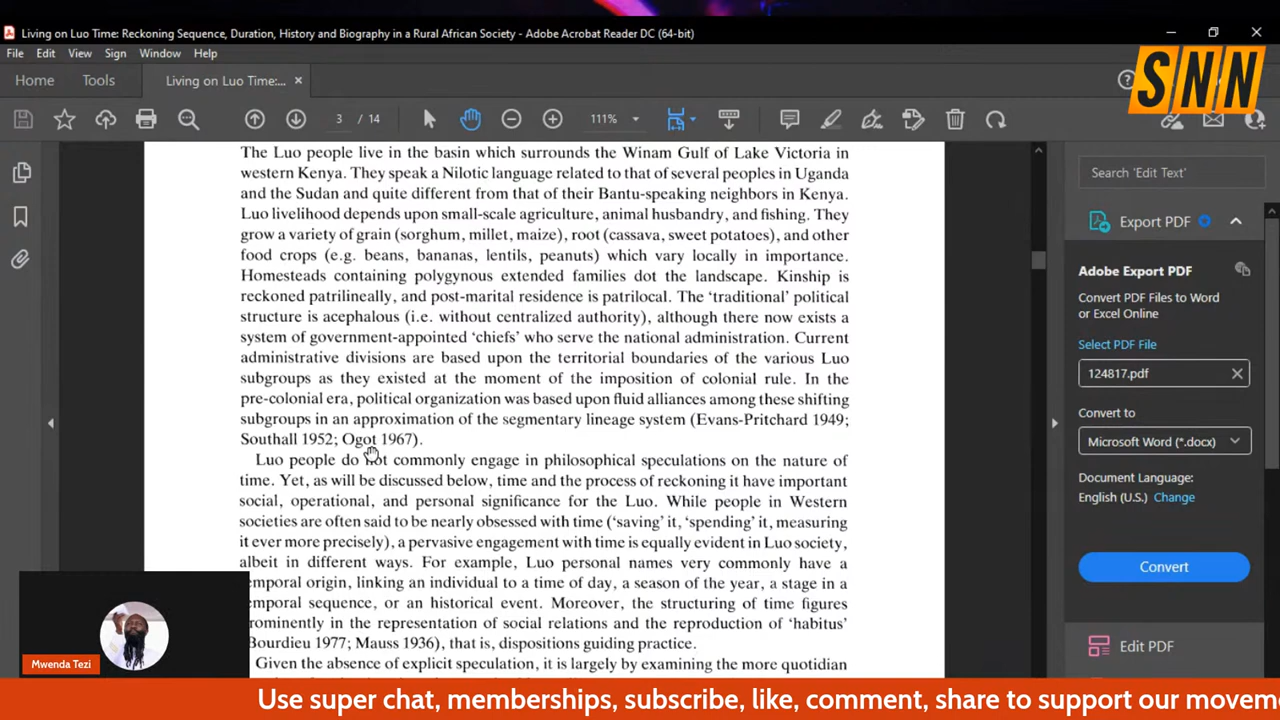 Living on Luo Time: Reckoning Sequence, Duration, History and Biography in a Rural African Society - Adobe Acrobat Reader DC (64-bit)
File Edit View Sign Window Help
Home Tools Living on Luo Time:... ×
SNN
3 / 14 111%
The Luo people live in the basin which surrounds the Winam Gulf of Lake Victoria in
western Kenya. They speak a Nilotic language related to that of several peoples in Uganda
and the Sudan and quite different from that of their Bantu-speaking neighbors in Kenya.
Luo livelihood depends upon small-scale agriculture, animal husbandry, and fishing. They
grow a variety of grain (sorghum, millet, maize), root (cassava, sweet potatoes), and other
food crops (e.g. beans, bananas, lentils, peanuts) which vary locally in importance.
Homesteads containing polygynous extended families dot the landscape. Kinship is
reckoned patrilineally, and post-marital residence is patrilocal. The ‘traditional’ political
structure is acephalous (i.e. without centralized authority), although there now exists a
system of government-appointed ‘chiefs’ who serve the national administration. Current
administrative divisions are based upon the territorial boundaries of the various Luo
subgroups as they existed at the moment of the imposition of colonial rule. In the
pre-colonial era, political organization was based upon fluid alliances among these shifting
subgroups in an approximation of the segmentary lineage system (Evans-Pritchard 1949;
Southall 1952; Ogot 1967).
Luo people do not commonly engage in philosophical speculations on the nature of
time. Yet, as will be discussed below, time and the process of reckoning it have important
social, operational, and personal significance for the Luo. While people in Western
societies are often said to be nearly obsessed with time (‘saving’ it, ‘spending’ it, measuring
it ever more precisely), a pervasive engagement with time is equally evident in Luo society,
albeit in different ways. For example, Luo personal names very commonly have a
emporal origin, linking an individual to a time of day, a season of the year, a stage in a
emporal sequence, or an historical event. Moreover, the structuring of time figures
rominently in the representation of social relations and the reproduction of ‘habitus’
Bourdieu 1977; Mauss 1936), that is, dispositions guiding practice.
Given the absence of explicit speculation, it is largely by examining the more quotidian
Search 'Edit Text'
Export PDF
Adobe Export PDF
Convert PDF Files to Word
or Excel Online
Select PDF File
124817.pdf
Convert to
Microsoft Word (*.docx)
Document Language:
English (U.S.) Change
Convert
Edit PDF
Mwenda Tezi
Use super chat, memberships, subscribe, like, comment, share to support our movem